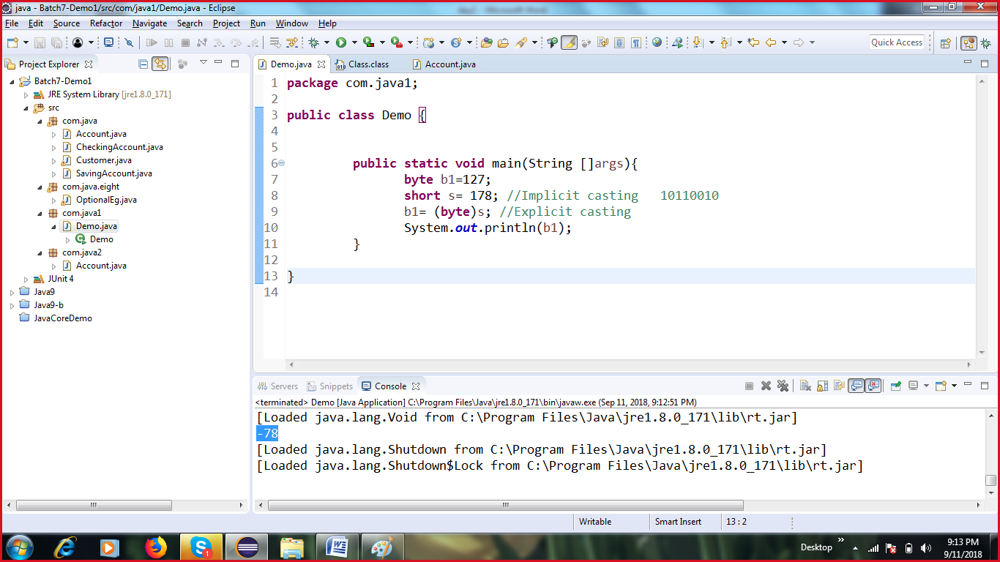 java - Batch7-Demo1/src/com/java1/Demo.java - Eclipse
File Edit Source Refactor Navigate Search Project Run Window Help
Quick Access
Project Explorer
Batch7-Demo1
JRE System Library [jre1.8.0_171]
src
com.java
Account.java
CheckingAccount.java
Customer.java
SavingAccount.java
com.java.eight
OptionalEg.java
com.java1
Demo.java
Demo
com.java2
Account.java
JUnit 4
Java9
Java9-b
JavaCoreDemo
Demo.java Class.class Account.java
1 package com.java1;
2
3 public class Demo {
4
5
6 public static void main(String []args){
7 byte b1=127;
8 short s= 178; //Implicit casting 10110010
9 b1= (byte)s; //Explicit casting
10 System.out.println(b1);
11 }
12
13 }
14
Servers Snippets Console
<terminated> Demo [Java Application] C:\Program Files\Java\jre1.8.0_171\bin\javaw.exe (Sep 11, 2018, 9:12:51 PM)
[Loaded java.lang.Void from C:\Program Files\Java\jre1.8.0_171\lib\rt.jar]
-78
[Loaded java.lang.Shutdown from C:\Program Files\Java\jre1.8.0_171\lib\rt.jar]
[Loaded java.lang.Shutdown$Lock from C:\Program Files\Java\jre1.8.0_171\lib\rt.jar]
Writable Smart Insert 13 : 2
Desktop
9:13 PM
9/11/2018